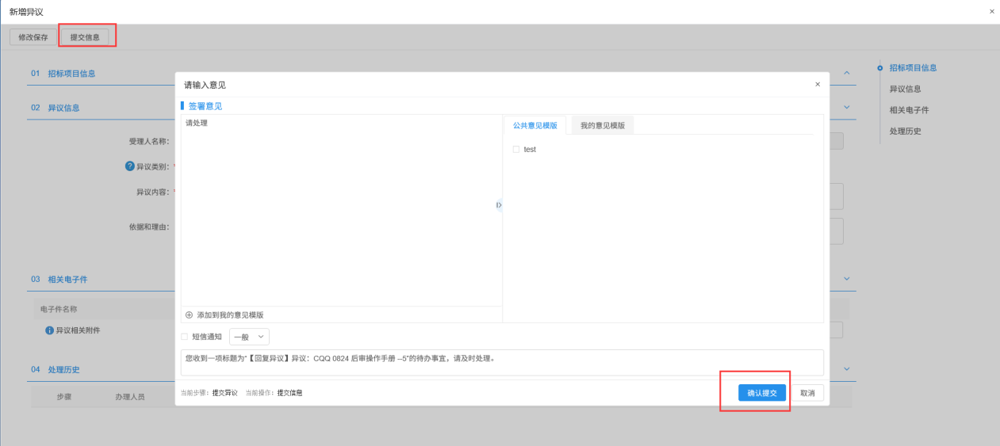 新增异议
×
修改保存
提交信息
01 招标项目信息
招标项目信息
异议信息
相关电子件
处理历史
02 异议信息
受理人名称：
? 异议类别：*
异议内容：*
依据和理由：
03 相关电子件
电子件名称
异议相关附件
04 处理历史
步骤 办理人员
请输入意见 ×
签署意见
请处理
公共意见模版 我的意见模版
test
添加到我的意见模版
短信通知 一般
您收到一项标题为“【回复异议】异议：CQQ 0824 后审操作手册 --5”的待办事宜，请及时处理。
当前步骤：提交异议 当前操作：提交信息
确认提交 取消